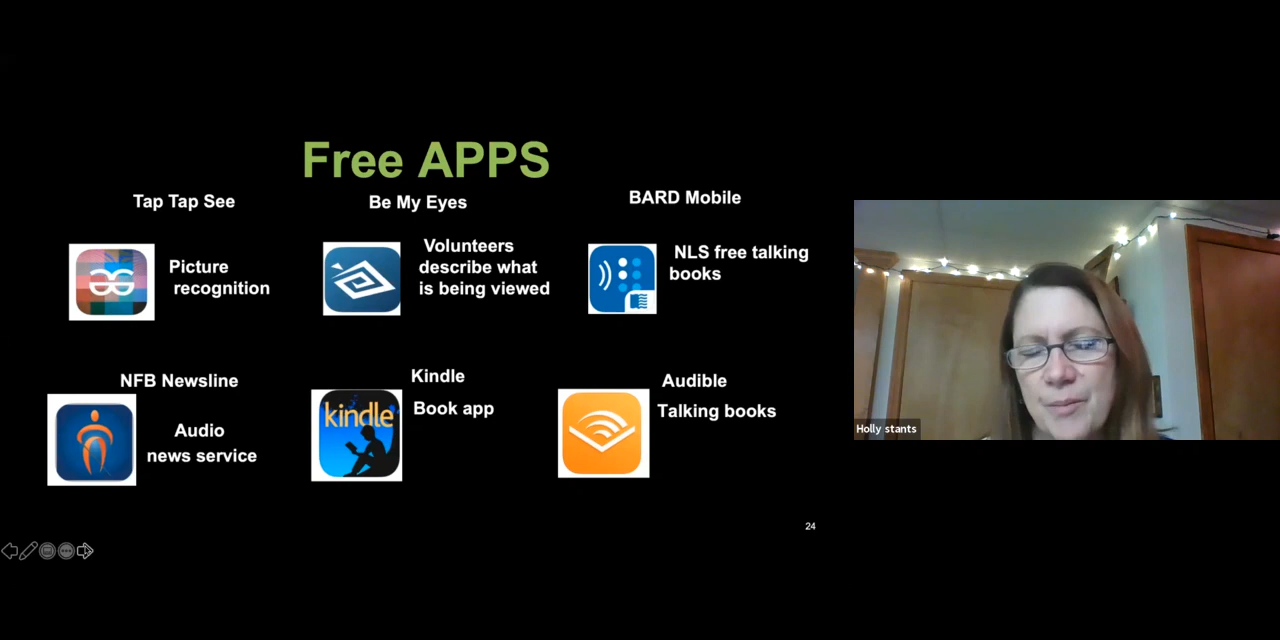 Free APPS
Tap Tap See
Be My Eyes
BARD Mobile
Picture
recognition
Volunteers
describe what
is being viewed
NLS free talking
books
NFB Newsline
Audio
news service
Kindle
kindle
Book app
Audible
Talking books
24
Holly stants